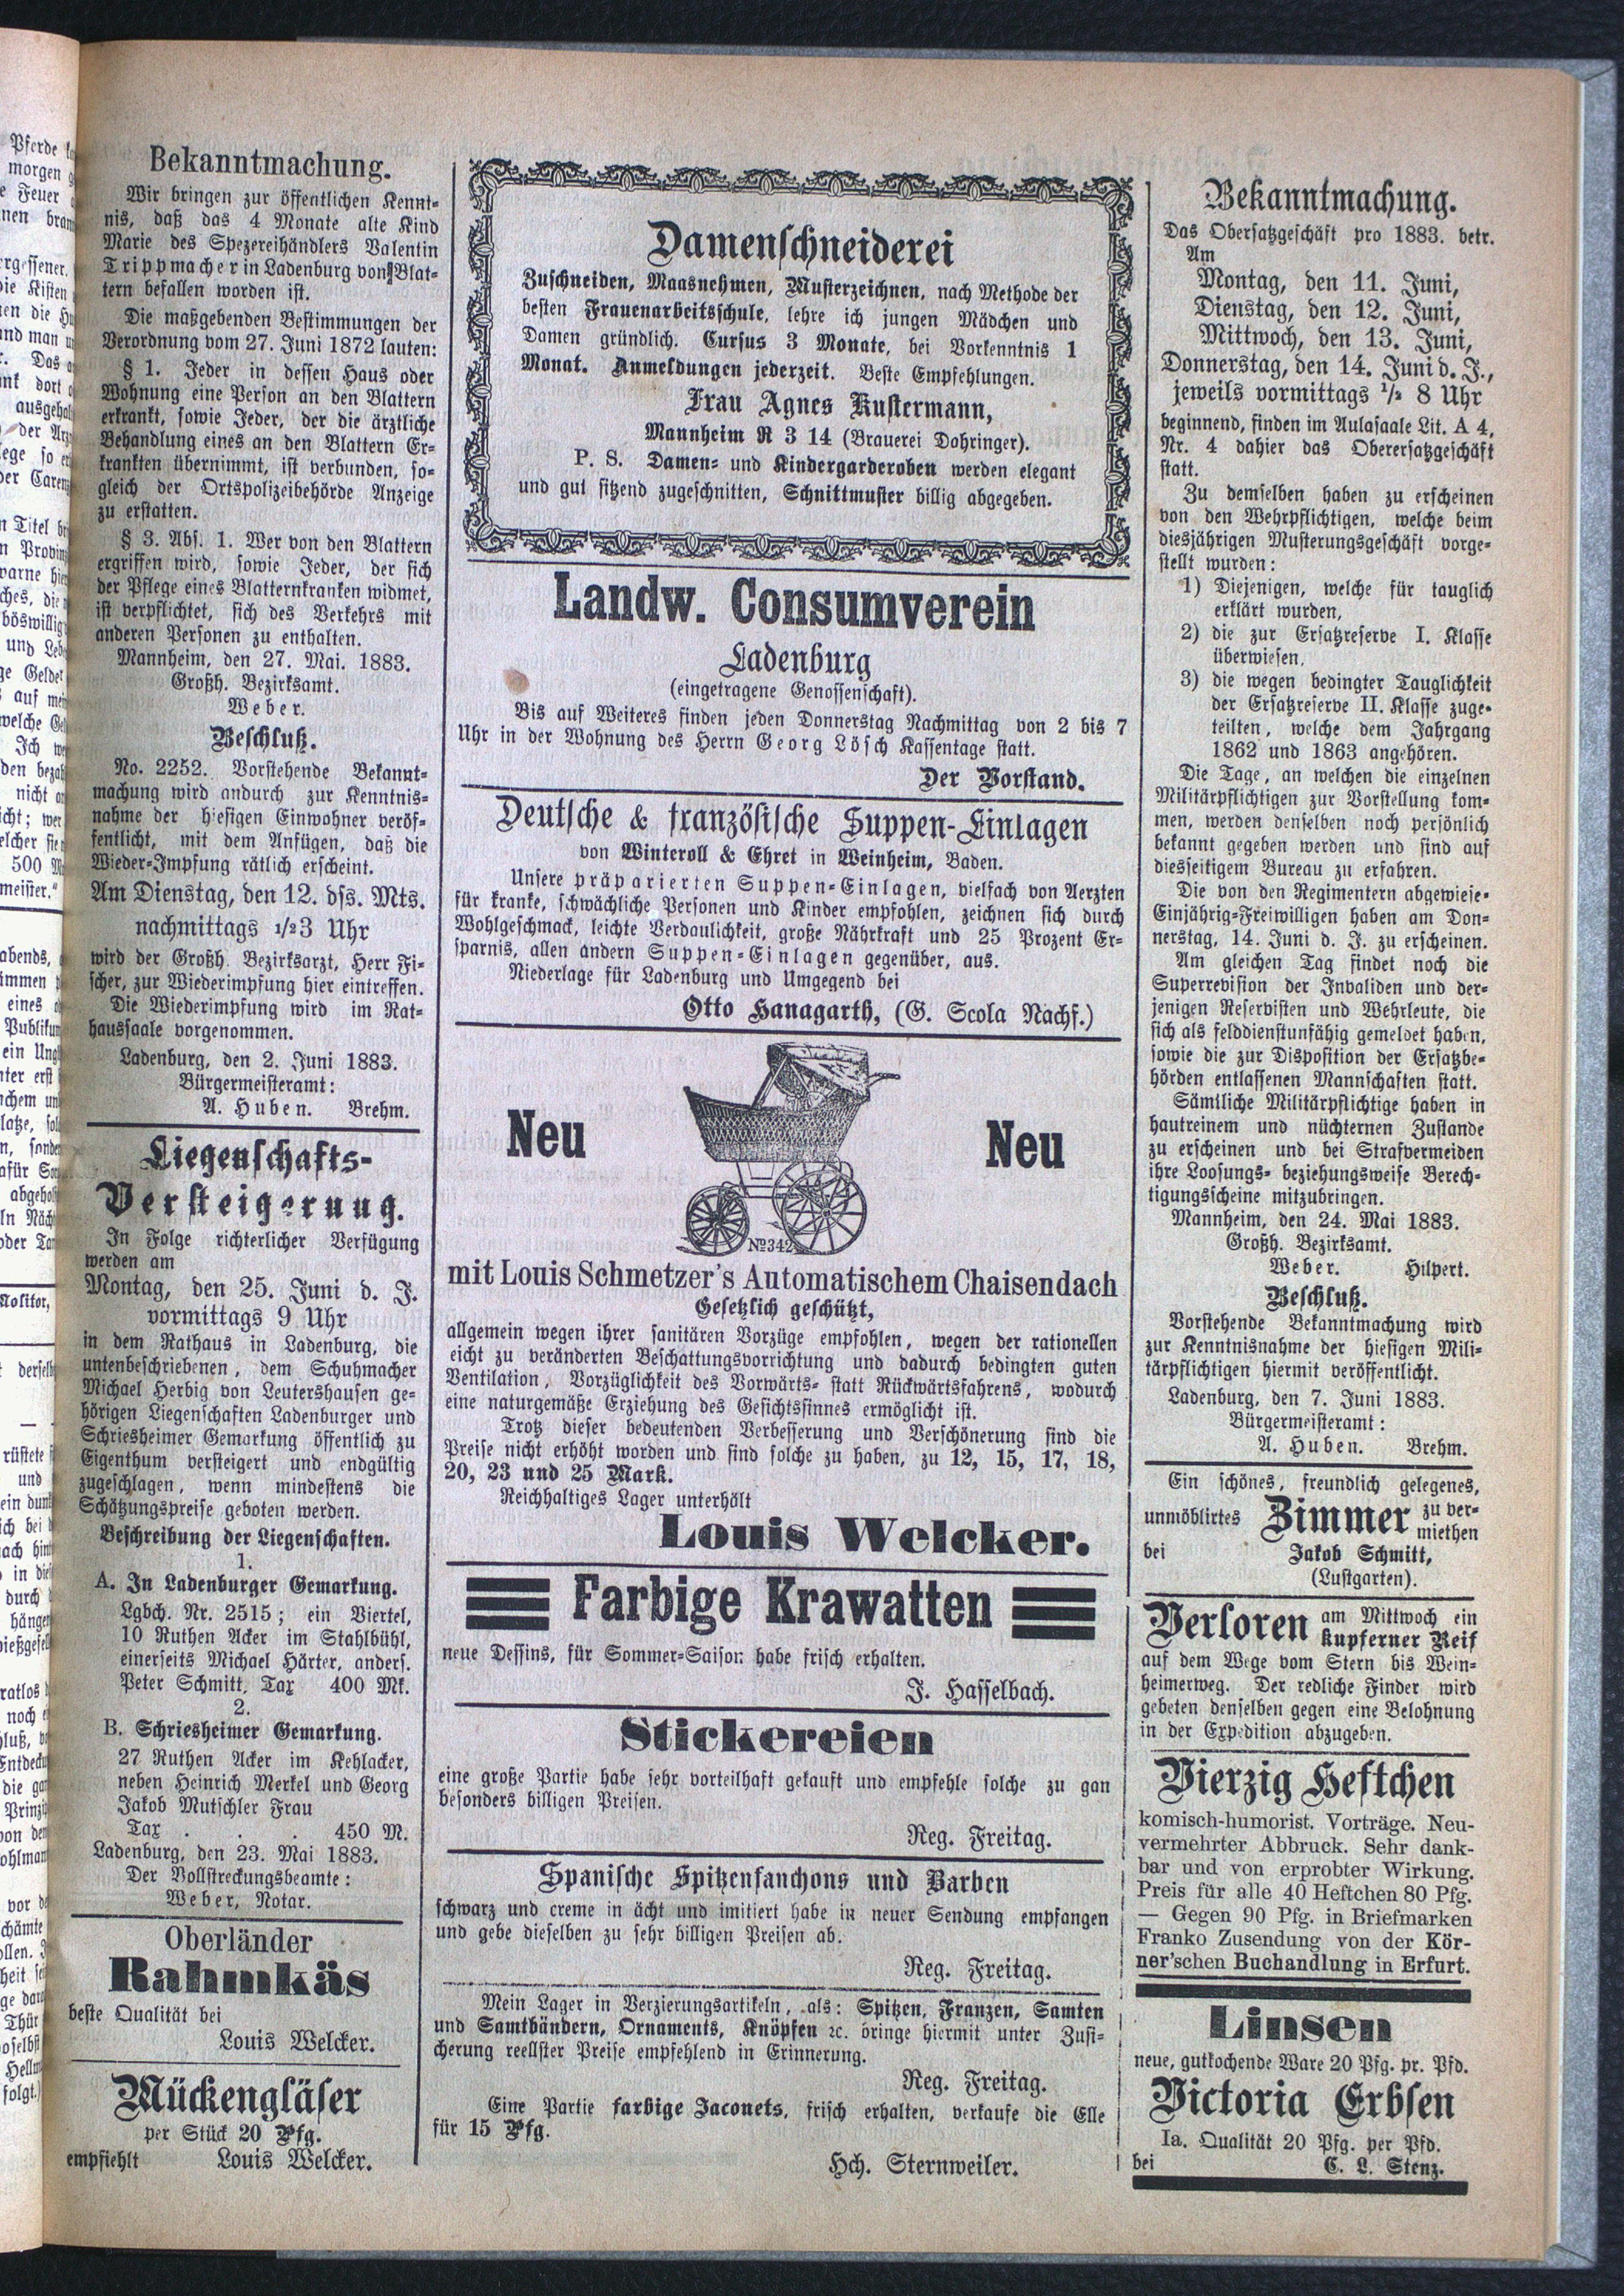 Bekanntmachung.
Wir bringen zur öffentlichen Kennt-
nis, daß das 4 Monate alte Kind
Marie des Spezereihändlers Valentin
Trippmacher in Ladenburg von Blat-
tern befallen worden ist.
Die maßgebenden Bestimmungen der
Verordnung vom 27. Juni 1872 lauten:
§ 1. Jeder in dessen Haus oder
Wohnung eine Person an den Blattern
erkrankt, sowie Jeder, der die ärztliche
Behandlung eines an den Blattern Er-
krankten übernimmt, ist verbunden, so-
gleich der Ortspolizeibehörde Anzeige
zu erstatten.
§ 3. Abs. 1. Wer von den Blattern
ergriffen wird, sowie Jeder, der sich
der Pflege eines Blatternkranken widmet,
ist verpflichtet, sich des Verkehrs mit
anderen Personen zu enthalten.
Mannheim, den 27. Mai. 1883.
Großh. Bezirksamt.
Weber.
Beschluß.
No. 2252. Vorstehende Bekannt-
machung wird andurch zur Kenntnis-
nahme der hiesigen Einwohner veröf-
fentlicht, mit dem Anfügen, daß die
Wieder-Impfung rätlich erscheint.
Am Dienstag, den 12. dss. Mts.
nachmittags 1/2 3 Uhr
wird der Großh. Bezirksarzt, Herr Fi-
scher, zur Wiederimpfung hier eintreffen.
Die Wiederimpfung wird im Rat-
haussaale vorgenommen.
Ladenburg, den 2. Juni 1883.
Bürgermeisteramt:
A. Huben. Brehm.
Liegenschafts-
Versteigerung.
In Folge richterlicher Verfügung
werden am
Montag, den 25. Juni d. J.
vormittags 9 Uhr
in dem Rathaus in Ladenburg, die
untenbeschriebenen, dem Schuhmacher
Michael Herbig von Leutershausen ge-
hörigen Liegenschaften Ladenburger und
Schriesheimer Gemarkung öffentlich zu
Eigenthum versteigert und endgültig
zugeschlagen, wenn mindestens die
Schätzungspreise geboten werden.
Beschreibung der Liegenschaften.
1.
A. In Ladenburger Gemarkung.
Lgbch. Nr. 2515; ein Viertel,
10 Ruthen Acker im Stahlbühl,
einerseits Michael Härter, anders.
Peter Schmitt, Tax 400 Mk.
2.
B. Schriesheimer Gemarkung.
27 Ruthen Acker im Kehlacker,
neben Heinrich Merkel und Georg
Jakob Mutschler Frau
Tax . . . 450 M.
Ladenburg, den 23. Mai 1883.
Der Vollstreckungsbeamte:
Weber, Notar.
Oberländer
Rahmkäs
beste Qualität bei
Louis Welcker.
Mückengläser
per Stück 20 Pfg.
empfiehlt Louis Welcker.
Damenschneiderei
Zuschneiden, Maasnehmen, Musterzeichnen, nach Methode der
besten Frauenarbeitsschule, lehre ich jungen Mädchen und
Damen gründlich. Cursus 3 Monate, bei Vorkenntnis 1
Monat. Anmeldungen jederzeit. Beste Empfehlungen.
Frau Agnes Kustermann,
Mannheim R 3 14 (Brauerei Dohringer).
P. S. Damen- und Kindergarderoben werden elegant
und gut sitzend zugeschnitten, Schnittmuster billig abgegeben.
Landw. Consumverein
Ladenburg
(eingetragene Genossenschaft).
Bis auf Weiteres finden jeden Donnerstag Nachmittag von 2 bis 7
Uhr in der Wohnung des Herrn Georg Lösch Kassentage statt.
Der Vorstand.
Deutsche & französische Suppen-Einlagen
von Winteroll & Ehret in Weinheim, Baden.
Unsere präparierten Suppen-Einlagen, vielfach von Aerzten
für kranke, schwächliche Personen und Kinder empfohlen, zeichnen sich durch
Wohlgeschmack, leichte Verdaulichkeit, große Nährkraft und 25 Prozent Er-
sparnis, allen andern Suppen-Einlagen gegenüber, aus.
Niederlage für Ladenburg und Umgegend bei
Otto Hanagarth, (G. Scola Nachf.)
Neu Neu
No 342
mit Louis Schmetzer's Automatischem Chaisendach
Gesetzlich geschützt,
allgemein wegen ihrer sanitären Vorzüge empfohlen, wegen der rationellen
eicht zu veränderten Beschattungsvorrichtung und dadurch bedingten guten
Ventilation, Vorzüglichkeit des Vorwärts- statt Rückwärtsfahrens, wodurch
eine naturgemäße Erziehung des Gesichtssinnes ermöglicht ist.
Trotz dieser bedeutenden Verbesserung und Verschönerung sind die
Preise nicht erhöht worden und sind solche zu haben, zu 12, 15, 17, 18,
20, 23 und 25 Mark.
Reichhaltiges Lager unterhält
Louis Welcker.
Farbige Krawatten
neue Dessins, für Sommer-Saison habe frisch erhalten.
J. Hasselbach.
Stickereien
eine große Partie habe sehr vorteilhaft gekauft und empfehle solche zu gan
besonders billigen Preisen.
Reg. Freitag.
Spanische Spitzenfanchons und Barben
schwarz und creme in ächt und imitiert habe in neuer Sendung empfangen
und gebe dieselben zu sehr billigen Preisen ab.
Reg. Freitag.
Mein Lager in Verzierungsartikeln, als: Spitzen, Franzen, Samten
und Samtbändern, Ornaments, Knöpfen ꝛc. bringe hiermit unter Zusi-
cherung reellster Preise empfehlend in Erinnerung.
Reg. Freitag.
Eine Partie farbige Jaconets, frisch erhalten, verkaufe die Elle
für 15 Pfg.
Hch. Sternweiler.
Bekanntmachung.
Das Obersatzgeschäft pro 1883. betr.
Am
Montag, den 11. Juni,
Dienstag, den 12. Juni,
Mittwoch, den 13. Juni,
Donnerstag, den 14. Juni d. J.,
jeweils vormittags 1/2 8 Uhr
beginnend, finden im Aulasaale Lit. A 4,
Nr. 4 dahier das Oberersatzgeschäft
statt.
Zu demselben haben zu erscheinen
von den Wehrpflichtigen, welche beim
diesjährigen Musterungsgeschäft vorge-
stellt wurden:
1) Diejenigen, welche für tauglich
erklärt wurden,
2) die zur Ersatzreserve I. Klasse
überwiesen,
3) die wegen bedingter Tauglichkeit
der Ersatzreserve II. Klasse zuge-
teilten, welche dem Jahrgang
1862 und 1863 angehören.
Die Tage, an welchen die einzelnen
Militärpflichtigen zur Vorstellung kom-
men, werden denselben noch persönlich
bekannt gegeben werden und sind auf
diesseitigem Bureau zu erfahren.
Die von den Regimentern abgewiese-
Einjährig-Freiwilligen haben am Don-
nerstag, 14. Juni d. J. zu erscheinen.
Am gleichen Tag findet noch die
Superrevision der Invaliden und der-
jenigen Reservisten und Wehrleute, die
sich als felddienstunfähig gemeldet haben,
sowie die zur Disposition der Ersatzbe-
hörden entlassenen Mannschaften statt.
Sämtliche Militärpflichtige haben in
hautreinem und nüchternen Zustande
zu erscheinen und bei Strafvermeiden
ihre Loosungs- beziehungsweise Berech-
tigungsscheine mitzubringen.
Mannheim, den 24. Mai 1883.
Großh. Bezirksamt.
Weber. Hilpert.
Beschluß.
Vorstehende Bekanntmachung wird
zur Kenntnisnahme der hiesigen Mili-
tärpflichtigen hiermit veröffentlicht.
Ladenburg, den 7. Juni 1883.
Bürgermeisteramt:
A. Huben. Brehm.
Ein schönes, freundlich gelegenes,
unmöblirtes Zimmer zu ver-
miethen
bei Jakob Schmitt,
(Lustgarten).
Verloren am Mittwoch ein
kupferner Reif
auf dem Wege vom Stern bis Wein-
heimerweg. Der redliche Finder wird
gebeten denselben gegen eine Belohnung
in der Expedition abzugeben.
Vierzig Heftchen
komisch-humorist. Vorträge. Neu-
vermehrter Abbruck. Sehr dank-
bar und von erprobter Wirkung.
Preis für alle 40 Heftchen 80 Pfg.
— Gegen 90 Pfg. in Briefmarken
Franko Zusendung von der Kör-
ner'schen Buchandlung in Erfurt.
Linsen
neue, gutkochende Ware 20 Pfg. pr. Pfd.
Victoria Erbsen
Ia. Qualität 20 Pfg. per Pfd.
bei C. L. Stenz.